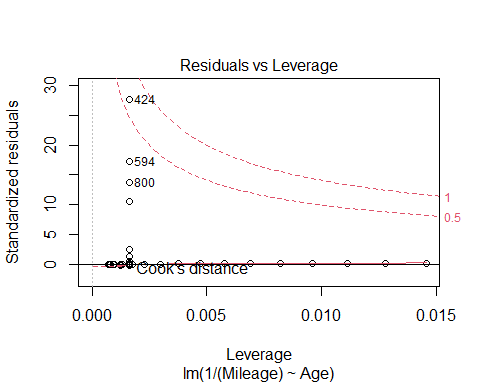 Residuals vs Leverage
Standardized residuals
30
20
10
5
0
424
594
800
1
0.5
Cook's distance
0.000
0.005
0.010
0.015
Leverage
lm(1/(Mileage) ~ Age)